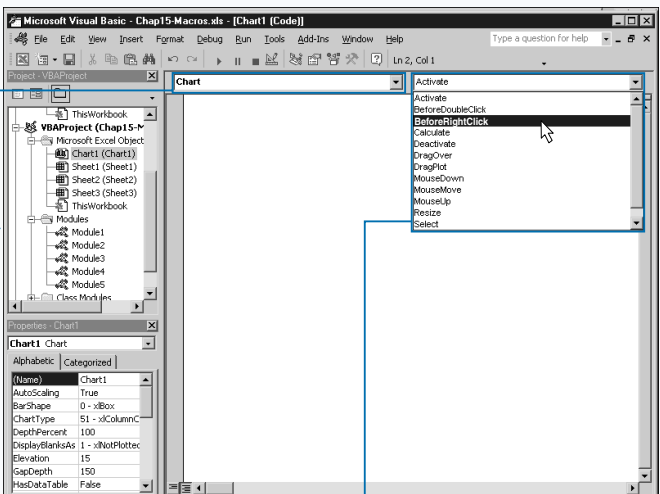 Microsoft Visual Basic - Chap15-Macros.xls - [Chart1 (Code)]
File Edit View Insert Format Debug Run Tools Add-Ins Window Help
Type a question for help
Ln 2, Col 1
Project - VBAProject
Chart
Activate
Activate
BeforeDoubleClick
BeforeRightClick
Calculate
Deactivate
DragOver
DragPlot
MouseDown
MouseMove
MouseUp
Resize
Select
ThisWorkbook
VBAProject (Chap15-M
Microsoft Excel Object
Chart1 (Chart1)
Sheet1 (Sheet1)
Sheet2 (Sheet2)
Sheet3 (Sheet3)
ThisWorkbook
Modules
Module1
Module2
Module3
Module4
Module5
Class Modules
Properties - Chart1
Chart1 Chart
Alphabetic Categorized
(Name) Chart1
AutoScaling True
BarShape 0 - xlBox
ChartType 51 - xlColumnC
DepthPercent 100
DisplayBlanksAs 1 - xlNotPlotted
Elevation 15
GapDepth 150
HasDataTable False